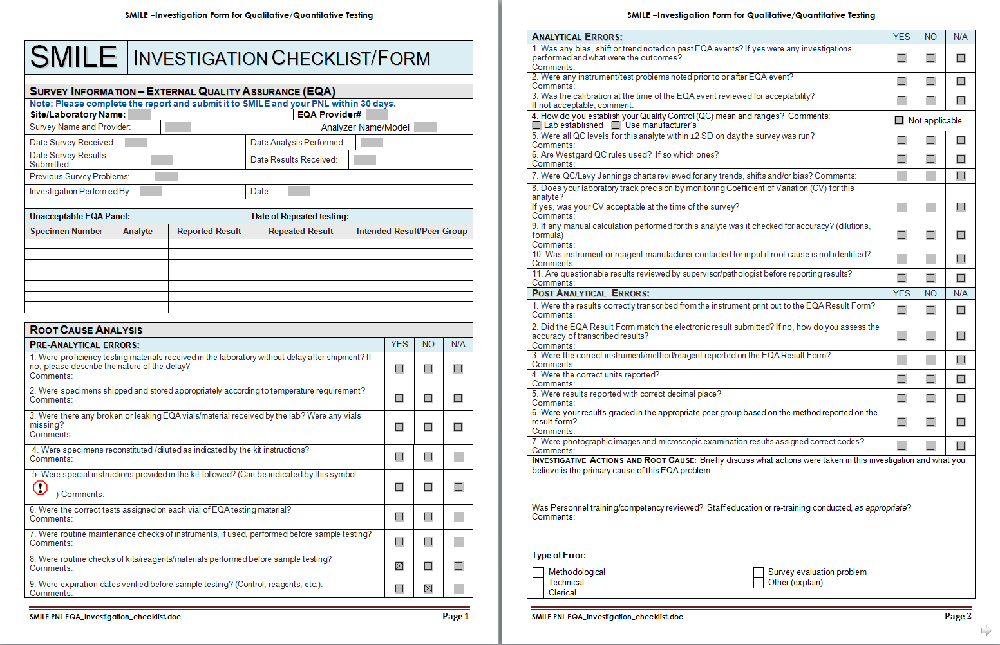 SMILE –Investigation Form for Qualitative/Quantitative Testing
SMILE INVESTIGATION CHECKLIST/FORM
SURVEY INFORMATION – EXTERNAL QUALITY ASSURANCE (EQA)
Note: Please complete the report and submit it to SMILE and your PNL within 30 days.
Site/Laboratory Name: EQA Provider#
Survey Name and Provider: Analyzer Name/Model
Date Survey Received: Date Analysis Performed:
Date Survey Results
Submitted: Date Results Received:
Previous Survey Problems:
Investigation Performed By: Date:
Unacceptable EQA Panel: Date of Repeated testing:
Specimen Number Analyte Reported Result Repeated Result Intended Result/Peer Group
ROOT CAUSE ANALYSIS
PRE-ANALYTICAL ERRORS: YES NO N/A
1. Were proficiency testing materials received in the laboratory without delay after shipment? If
no, please describe the nature of the delay?
Comments:
2. Were specimens shipped and stored appropriately according to temperature requirement?
Comments:
3. Were there any broken or leaking EQA vials/material received by the lab? Were any vials
missing?
Comments:
4. Were specimens reconstituted /diluted as indicated by the kit instructions?
Comments:
5. Were special instructions provided in the kit followed? (Can be indicated by this symbol
! ) Comments:
6. Were the correct tests assigned on each vial of EQA testing material?
Comments:
7. Were routine maintenance checks of instruments, if used, performed before sample testing?
Comments:
8. Were routine checks of kits/reagents/materials performed before sample testing?
Comments:
9. Were expiration dates verified before sample testing? (Control, reagents, etc.):
Comments:
SMILE PNL EQA_Investigation_checklist.doc Page 1
SMILE –Investigation Form for Qualitative/Quantitative Testing
ANALYTICAL ERRORS: YES NO N/A
1. Was any bias, shift or trend noted on past EQA events? If yes were any investigations
performed and what were the outcomes?
Comments:
2. Were any instrument/test problems noted prior to or after EQA event?
Comments:
3. Was the calibration at the time of the EQA event reviewed for acceptability?
If not acceptable, comment:
4. How do you establish your Quality Control (QC) mean and ranges? Comments:
Lab established Use manufacturer's Not applicable
5. Were all QC levels for this analyte within ±2 SD on day the survey was run?
Comments:
6. Are Westgard QC rules used? If so which ones?
Comments:
7. Were QC/Levy Jennings charts reviewed for any trends, shifts and/or bias? Comments:
8. Does your laboratory track precision by monitoring Coefficient of Variation (CV) for this
analyte?
If yes, was your CV acceptable at the time of the survey?
Comments:
9. If any manual calculation performed for this analyte was it checked for accuracy? (dilutions,
formula)
Comments:
10. Was instrument or reagent manufacturer contacted for input if root cause is not identified?
Comments:
11. Are questionable results reviewed by supervisor/pathologist before reporting results?
Comments:
POST ANALYTICAL ERRORS: YES NO N/A
1. Were the results correctly transcribed from the instrument print out to the EQA Result Form?
Comments:
2. Did the EQA Result Form match the electronic result submitted? If no, how do you assess the
accuracy of transcribed results?
Comments:
3. Were the correct instrument/method/reagent reported on the EQA Result Form?
Comments:
4. Were the correct units reported?
Comments:
5. Were results reported with correct decimal place?
Comments:
6. Were your results graded in the appropriate peer group based on the method reported on the
result form?
Comments:
7. Were photographic images and microscopic examination results assigned correct codes?
Comments:
INVESTIGATIVE ACTIONS AND ROOT CAUSE: Briefly discuss what actions were taken in this investigation and what you
believe is the primary cause of this EQA problem.
Was Personnel training/competency reviewed? Staff education or re-training conducted, as appropriate?
Comments:
Type of Error:
Methodological Survey evaluation problem
Technical Other (explain)
Clerical
SMILE PNL EQA_Investigation_checklist.doc Page 2